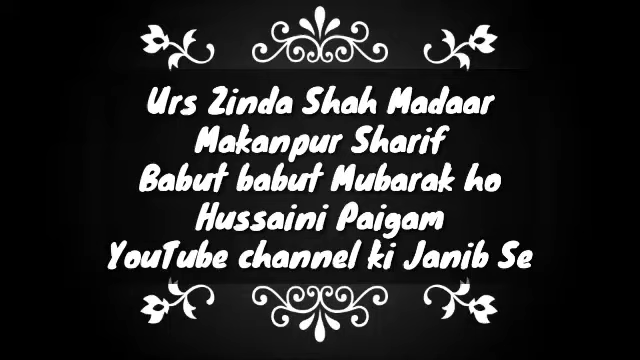 Urs Zinda Shah Madaar
Makanpur Sharif
Babut babut Mubarak ho
Hussaini Paigam
YouTube channel ki Janib Se